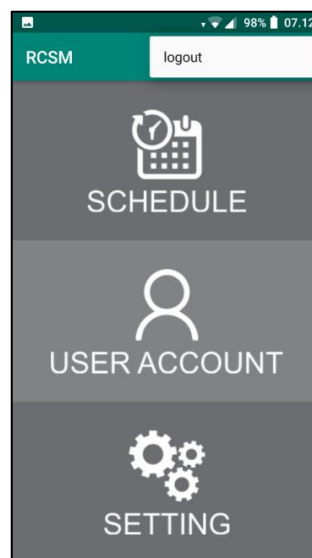 98% 07.12
RCSM logout
SCHEDULE
USER ACCOUNT
SETTING